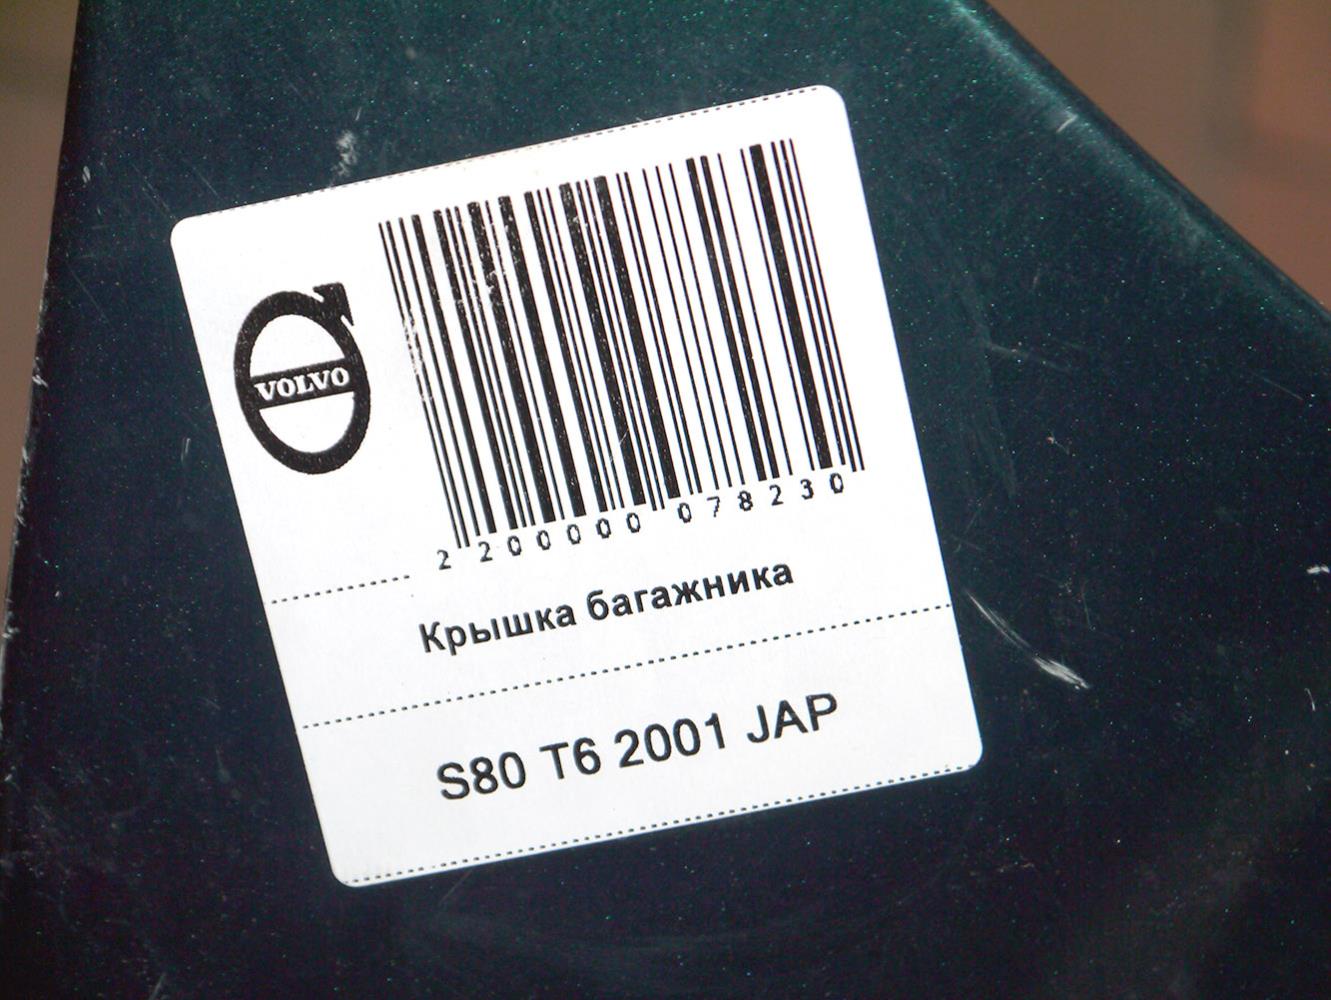 VOLVO
2 200000 078230
Крышка багажника
S80 T6 2001 JAP